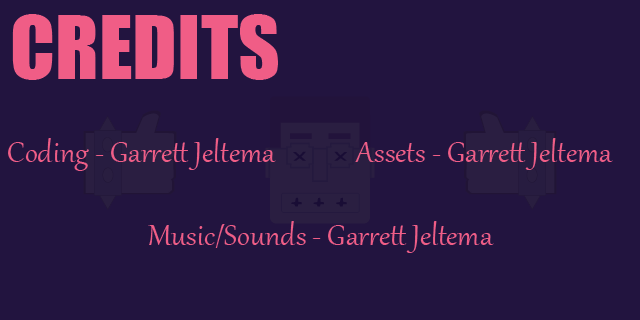 CREDITS
Coding - Garrett Jeltema
Assets - Garrett Jeltema
Music/Sounds - Garrett Jeltema